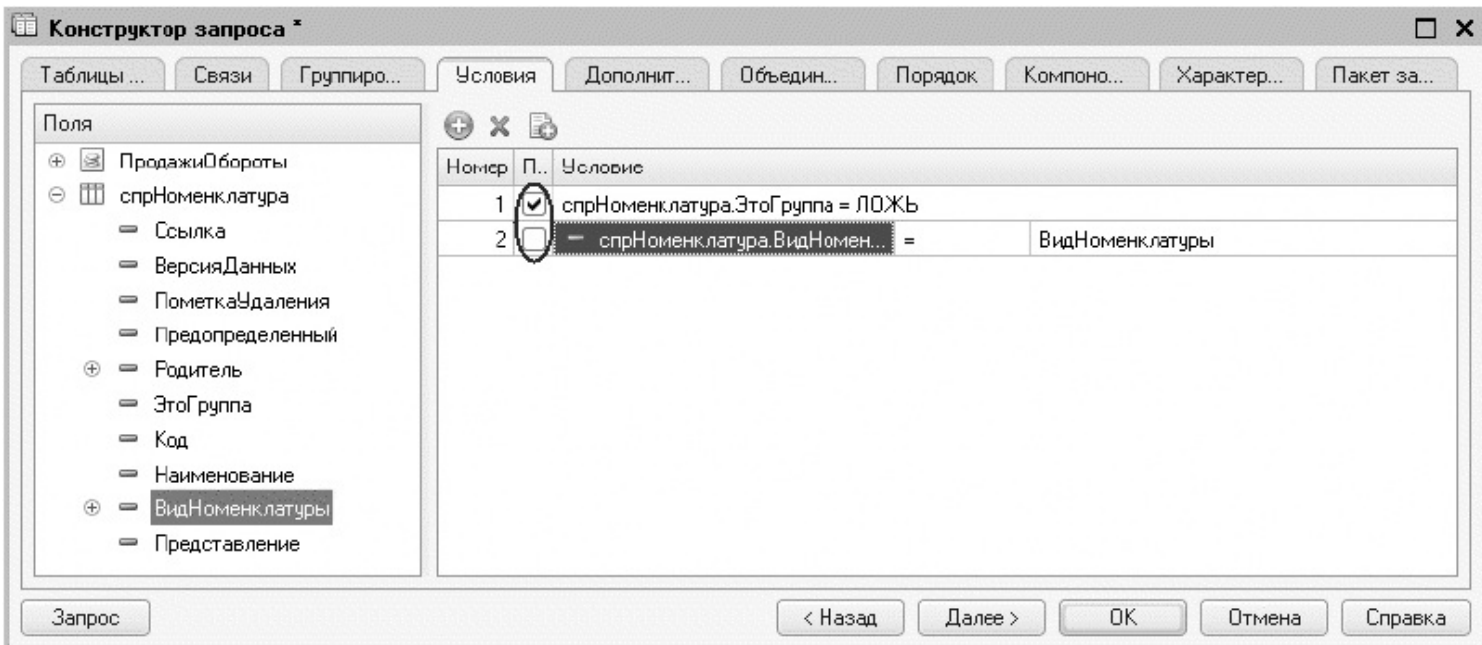 Конструктор запроса *
Таблицы ... Связи Группиро... Условия Дополнит... Объедин... Порядок Компоно... Характер... Пакет за...
Поля
ПродажиОбороты
спрНоменклатура
Ссылка
ВерсияДанных
ПометкаУдаления
Предопределенный
Родитель
ЭтоГруппа
Код
Наименование
ВидНоменклатуры
Представление
Номер П.. Условие
1 спрНоменклатура.ЭтоГруппа = ЛОЖЬ
2 спрНоменклатура.ВидНомен... = ВидНоменклатуры
Запрос < Назад Далее > OK Отмена Справка